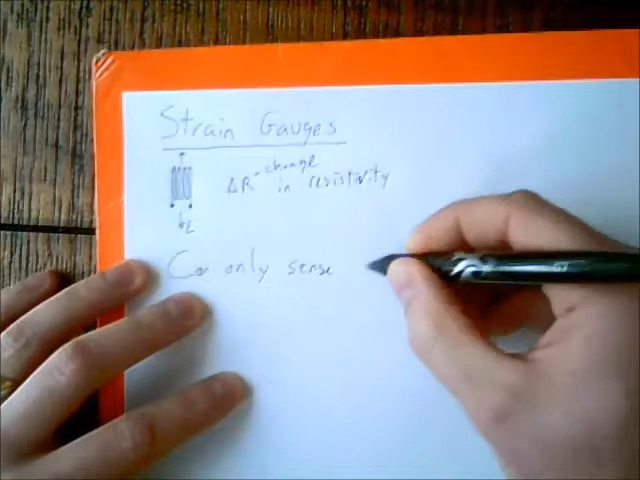 Strain Gauges
ΔR - change
in resistivity
ε
Can only sense